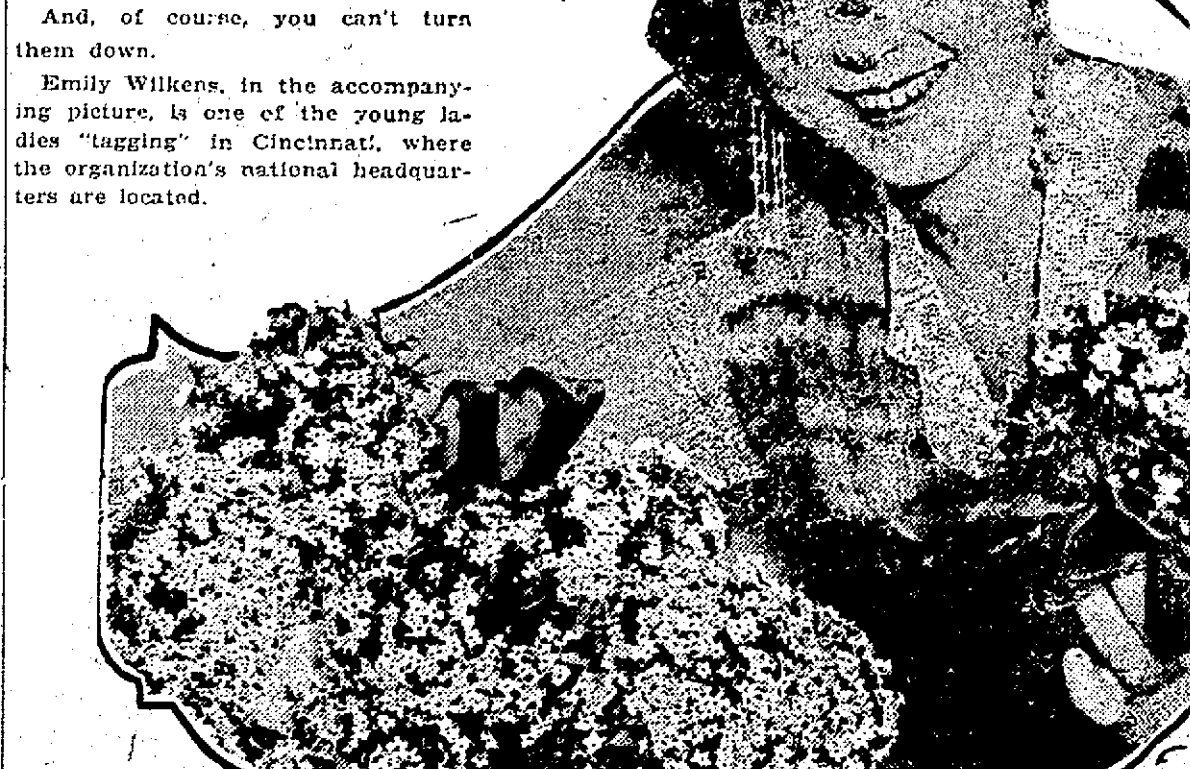 And, of course, you can't turn
them down.
Emily Wilkens, in the accompany-
ing picture, is one of the young la-
dies "tagging" in Cincinnati, where
the organization's national headquar-
ters are located.